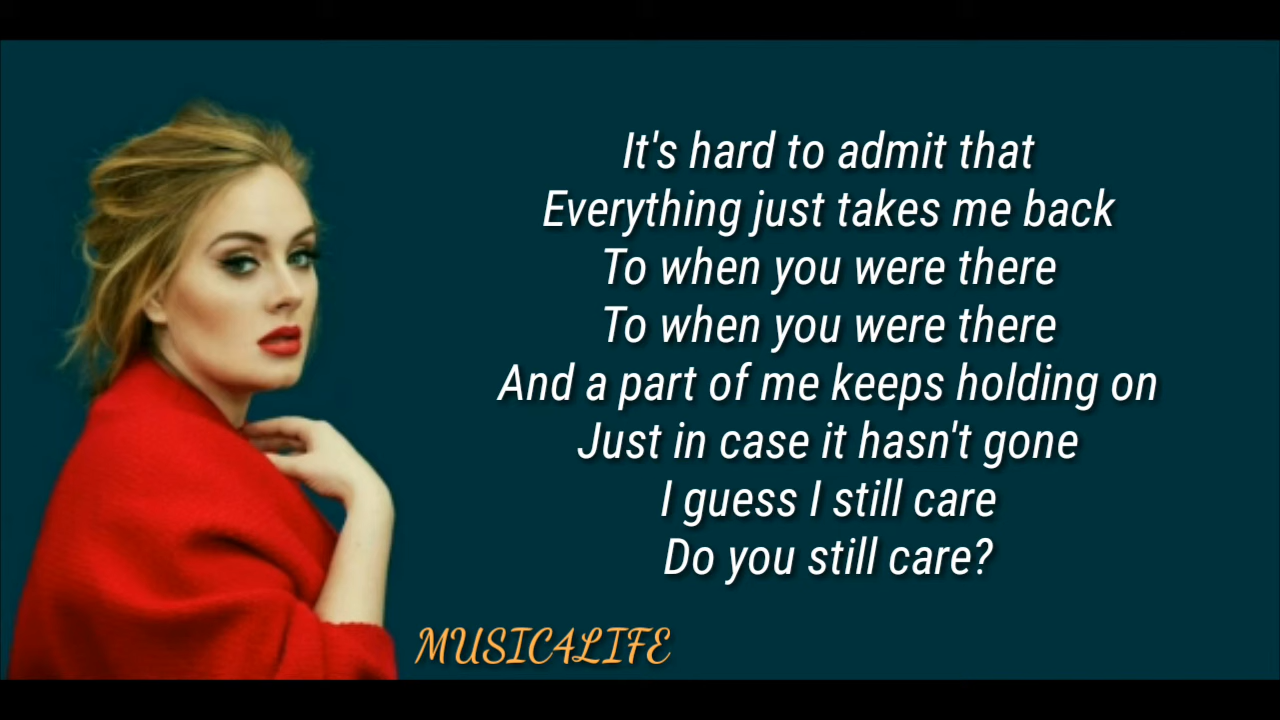 It's hard to admit that
Everything just takes me back
To when you were there
To when you were there
And a part of me keeps holding on
Just in case it hasn't gone
I guess I still care
Do you still care?
MUSIC4LIFE